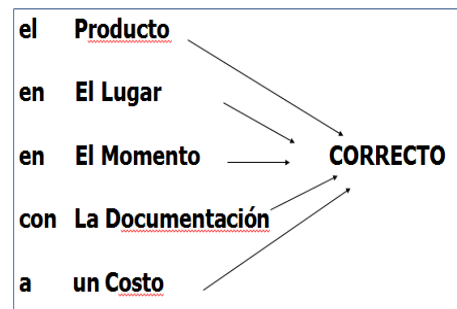 el Producto
en El Lugar
en El Momento
CORRECTO
con La Documentación
a un Costo